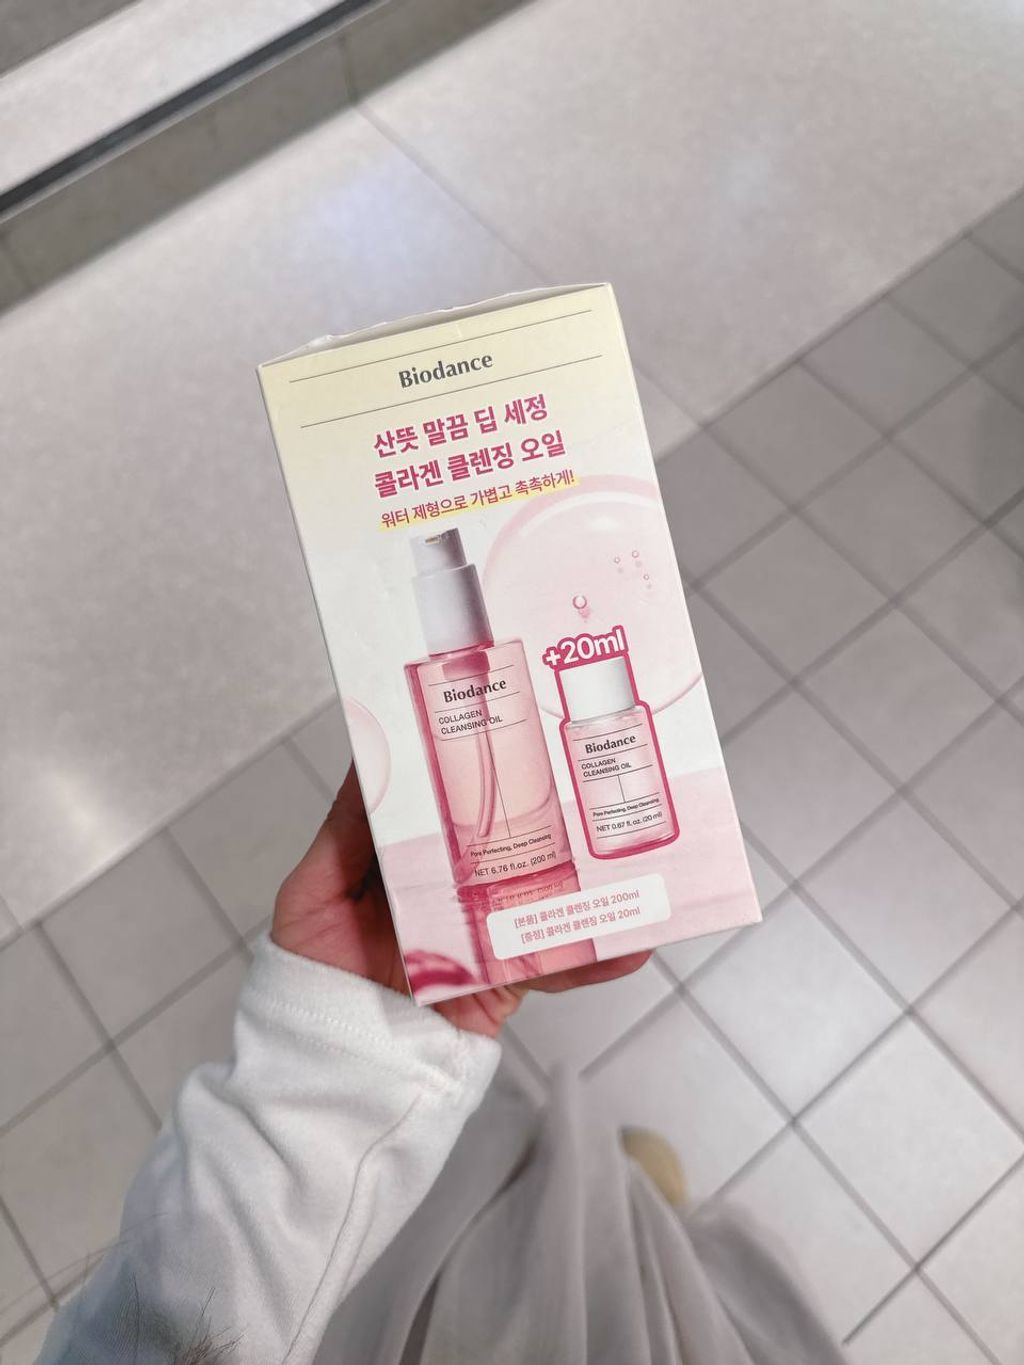 Biodance
산뜻 말끔 딥 세정
콜라겐 클렌징 오일
워터 제형으로 가볍고 촉촉하게!
Biodance
COLLAGEN
CLEANSING OIL
Pore Perfecting, Deep Cleansing
NET 6.76 fl.oz. (200 ml)
+20ml
Biodance
COLLAGEN
CLEANSING OIL
Pore Perfecting, Deep Cleansing
NET 0.67 fl. oz. (20 ml)
[본품] 콜라겐 클렌징 오일 200ml
[증정] 콜라겐 클렌징 오일 20ml